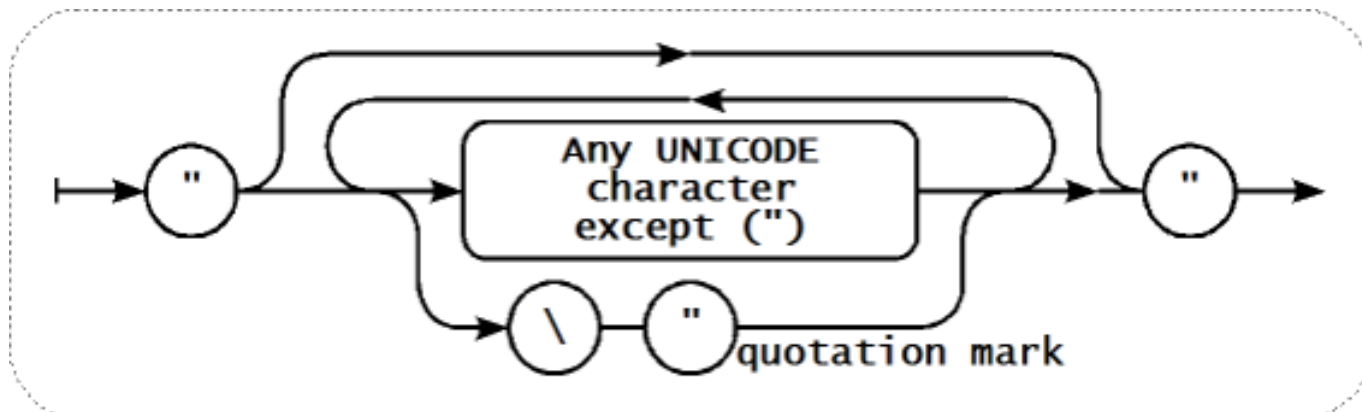 "
Any UNICODE
character
except (")
"
\
"
quotation mark